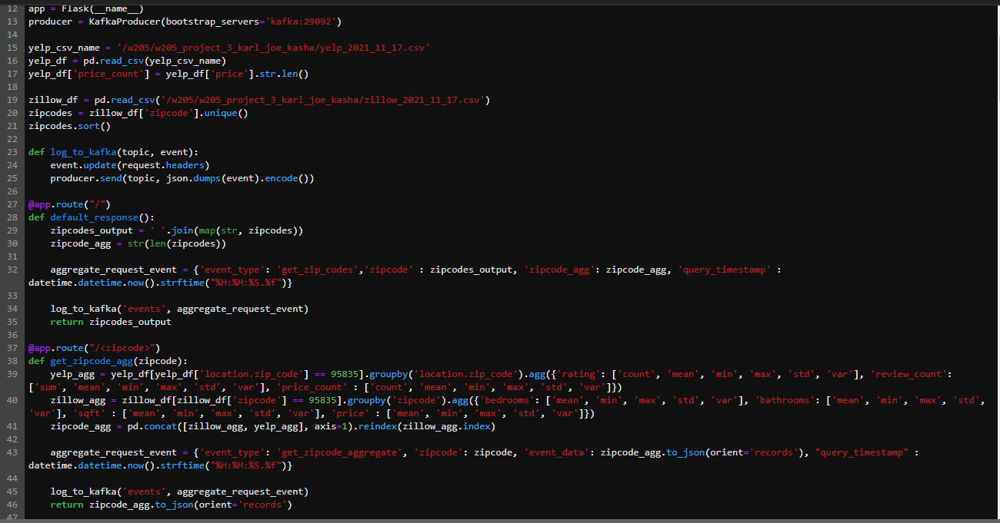 12 app = Flask(__name__)
13 producer = KafkaProducer(bootstrap_servers='kafka:29092')
14
15 yelp_csv_name = '/w205/w205_project_3_karl_joe_kasha/yelp_2021_11_17.csv'
16 yelp_df = pd.read_csv(yelp_csv_name)
17 yelp_df['price_count'] = yelp_df['price'].str.len()
18
19 zillow_df = pd.read_csv('/w205/w205_project_3_karl_joe_kasha/zillow_2021_11_17.csv')
20 zipcodes = zillow_df['zipcode'].unique()
21 zipcodes.sort()
22
23 def log_to_kafka(topic, event):
24     event.update(request.headers)
25     producer.send(topic, json.dumps(event).encode())
26
27 @app.route("/")
28 def default_response():
29     zipcodes_output = ' '.join(map(str, zipcodes))
30     zipcode_agg = str(len(zipcodes))
31
32     aggregate_request_event = {'event_type': 'get_zip_codes','zipcode' : zipcodes_output, 'zipcode_agg': zipcode_agg, 'query_timestamp' :
datetime.datetime.now().strftime("%H:%M:%S.%f")}
33
34     log_to_kafka('events', aggregate_request_event)
35     return zipcodes_output
36
37 @app.route("/<zipcode>")
38 def get_zipcode_agg(zipcode):
39     yelp_agg = yelp_df[yelp_df['location.zip_code'] == 95835].groupby('location.zip_code').agg({'rating': ['count', 'mean', 'min', 'max', 'std', 'var'], 'review_count':
['sum', 'mean', 'min', 'max', 'std', 'var'], 'price_count' : ['count', 'mean', 'min', 'max', 'std', 'var']})
40     zillow_agg = zillow_df[zillow_df['zipcode'] == 95835].groupby('zipcode').agg({'bedrooms': ['mean', 'min', 'max', 'std', 'var'], 'bathrooms': ['mean', 'min', 'max', 'std',
'var'], 'sqft' : ['mean', 'min', 'max', 'std', 'var'], 'price' : ['mean', 'min', 'max', 'std', 'var']})
41     zipcode_agg = pd.concat([zillow_agg, yelp_agg], axis=1).reindex(zillow_agg.index)
42
43     aggregate_request_event = {'event_type': 'get_zipcode_aggregate', 'zipcode': zipcode, 'event_data': zipcode_agg.to_json(orient='records'), "query_timestamp" :
datetime.datetime.now().strftime("%H:%M:%S.%f")}
44
45     log_to_kafka('events', aggregate_request_event)
46     return zipcode_agg.to_json(orient='records')
47